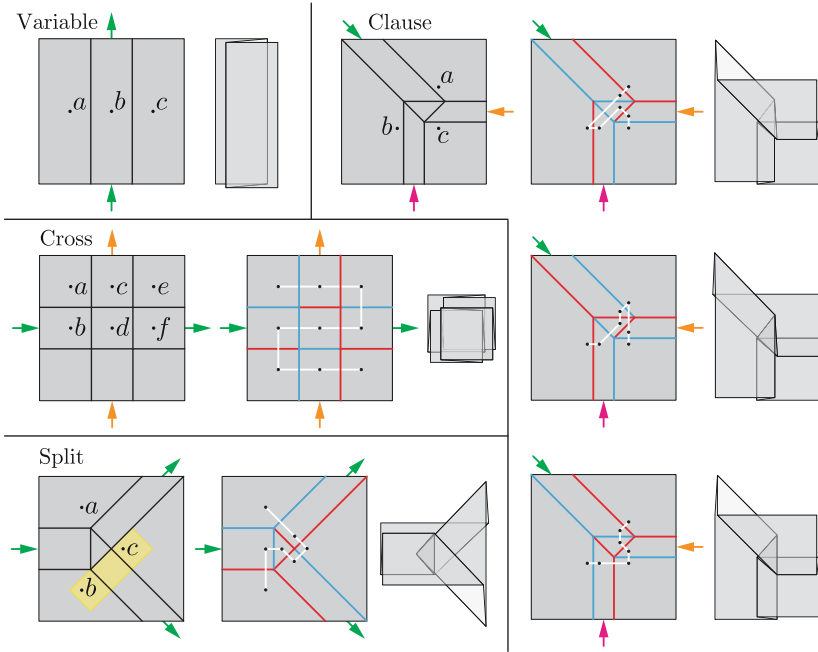 Variable
Clause
a b c
a
b
c
Cross
a c e
b d f
Split
a
c
b